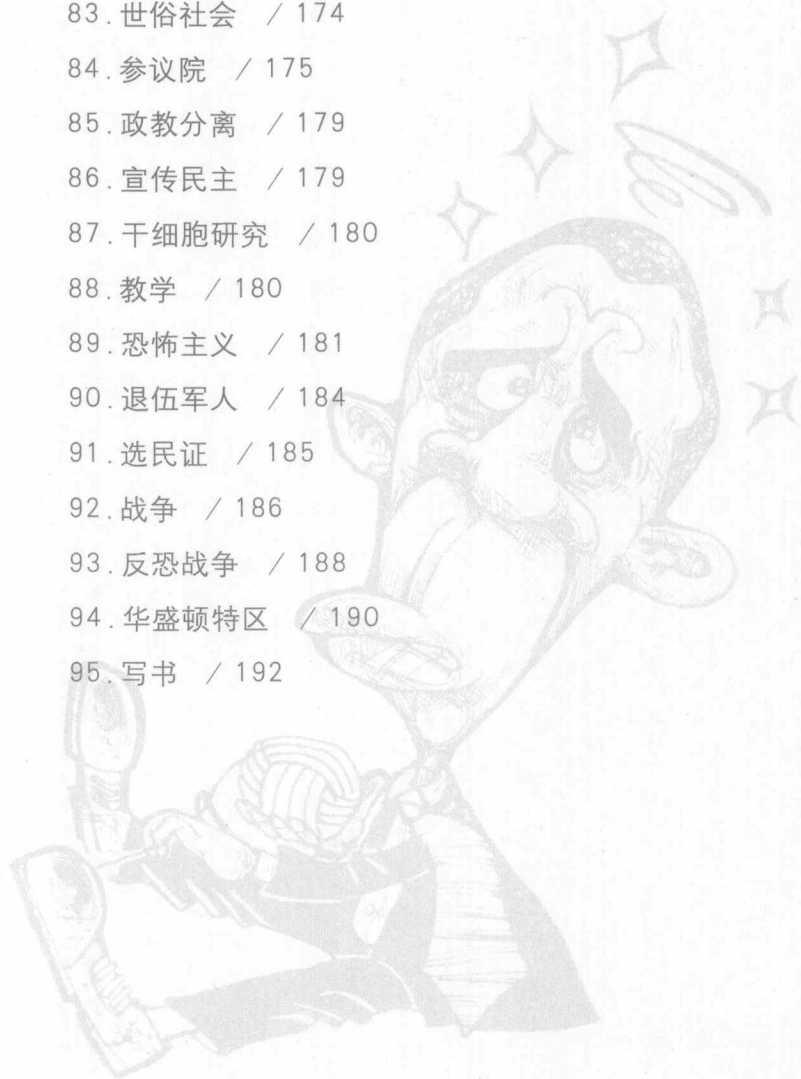 83.世俗社会 / 174
84.参议院 / 175
85.政教分离 / 179
86.宣传民主 / 179
87.干细胞研究 / 180
88.教学 / 180
89.恐怖主义 / 181
90.退伍军人 / 184
91.选民证 / 185
92.战争 / 186
93.反恐战争 / 188
94.华盛顿特区 / 190
95.写书 / 192